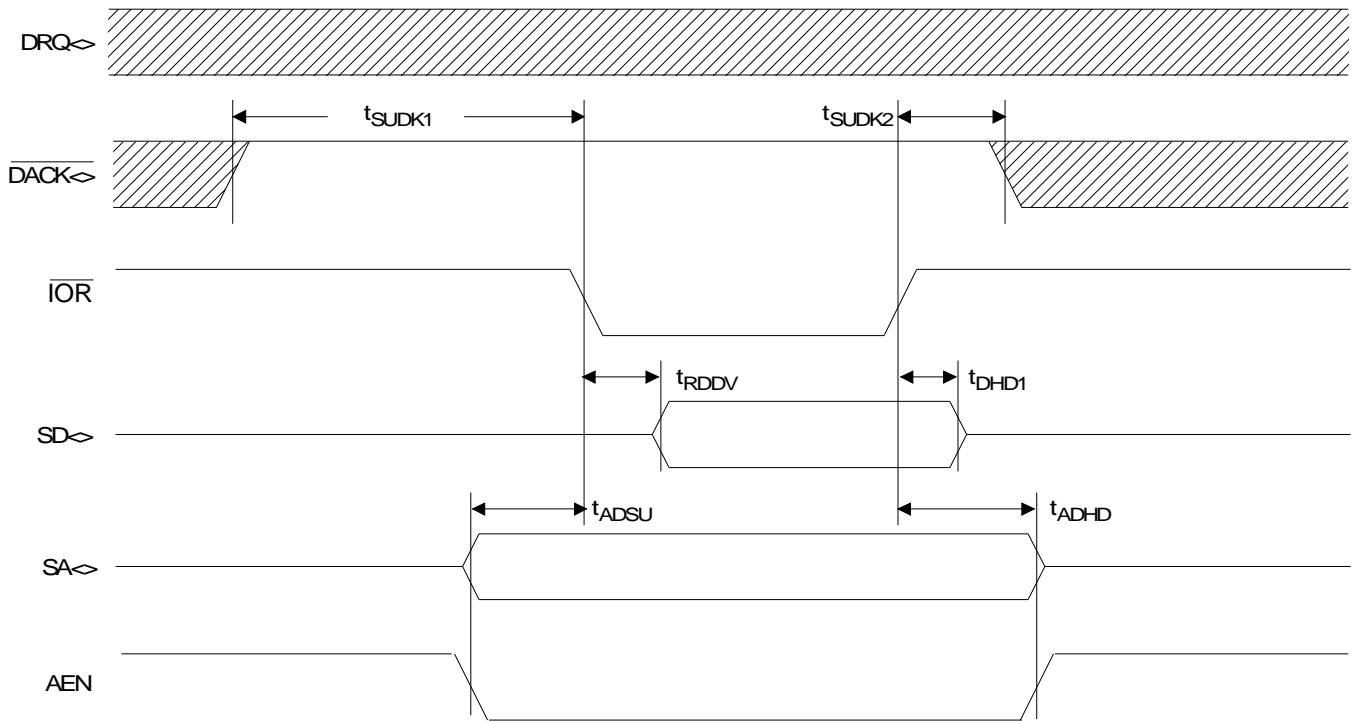 DRQ<>
tSUDK1
tSUDK2
DACK<>
IOR
tRDDV
tDHD1
SD<>
tADSU
tADHD
SA<>
AEN